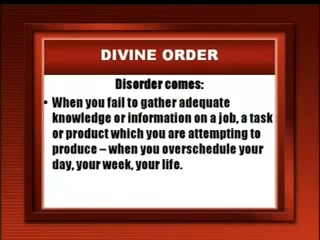 DIVINE ORDER
Disorder comes:
• When you fail to gather adequate
knowledge or information on a job, a task
or product which you are attempting to
produce – when you overschedule your
day, your week, your life.